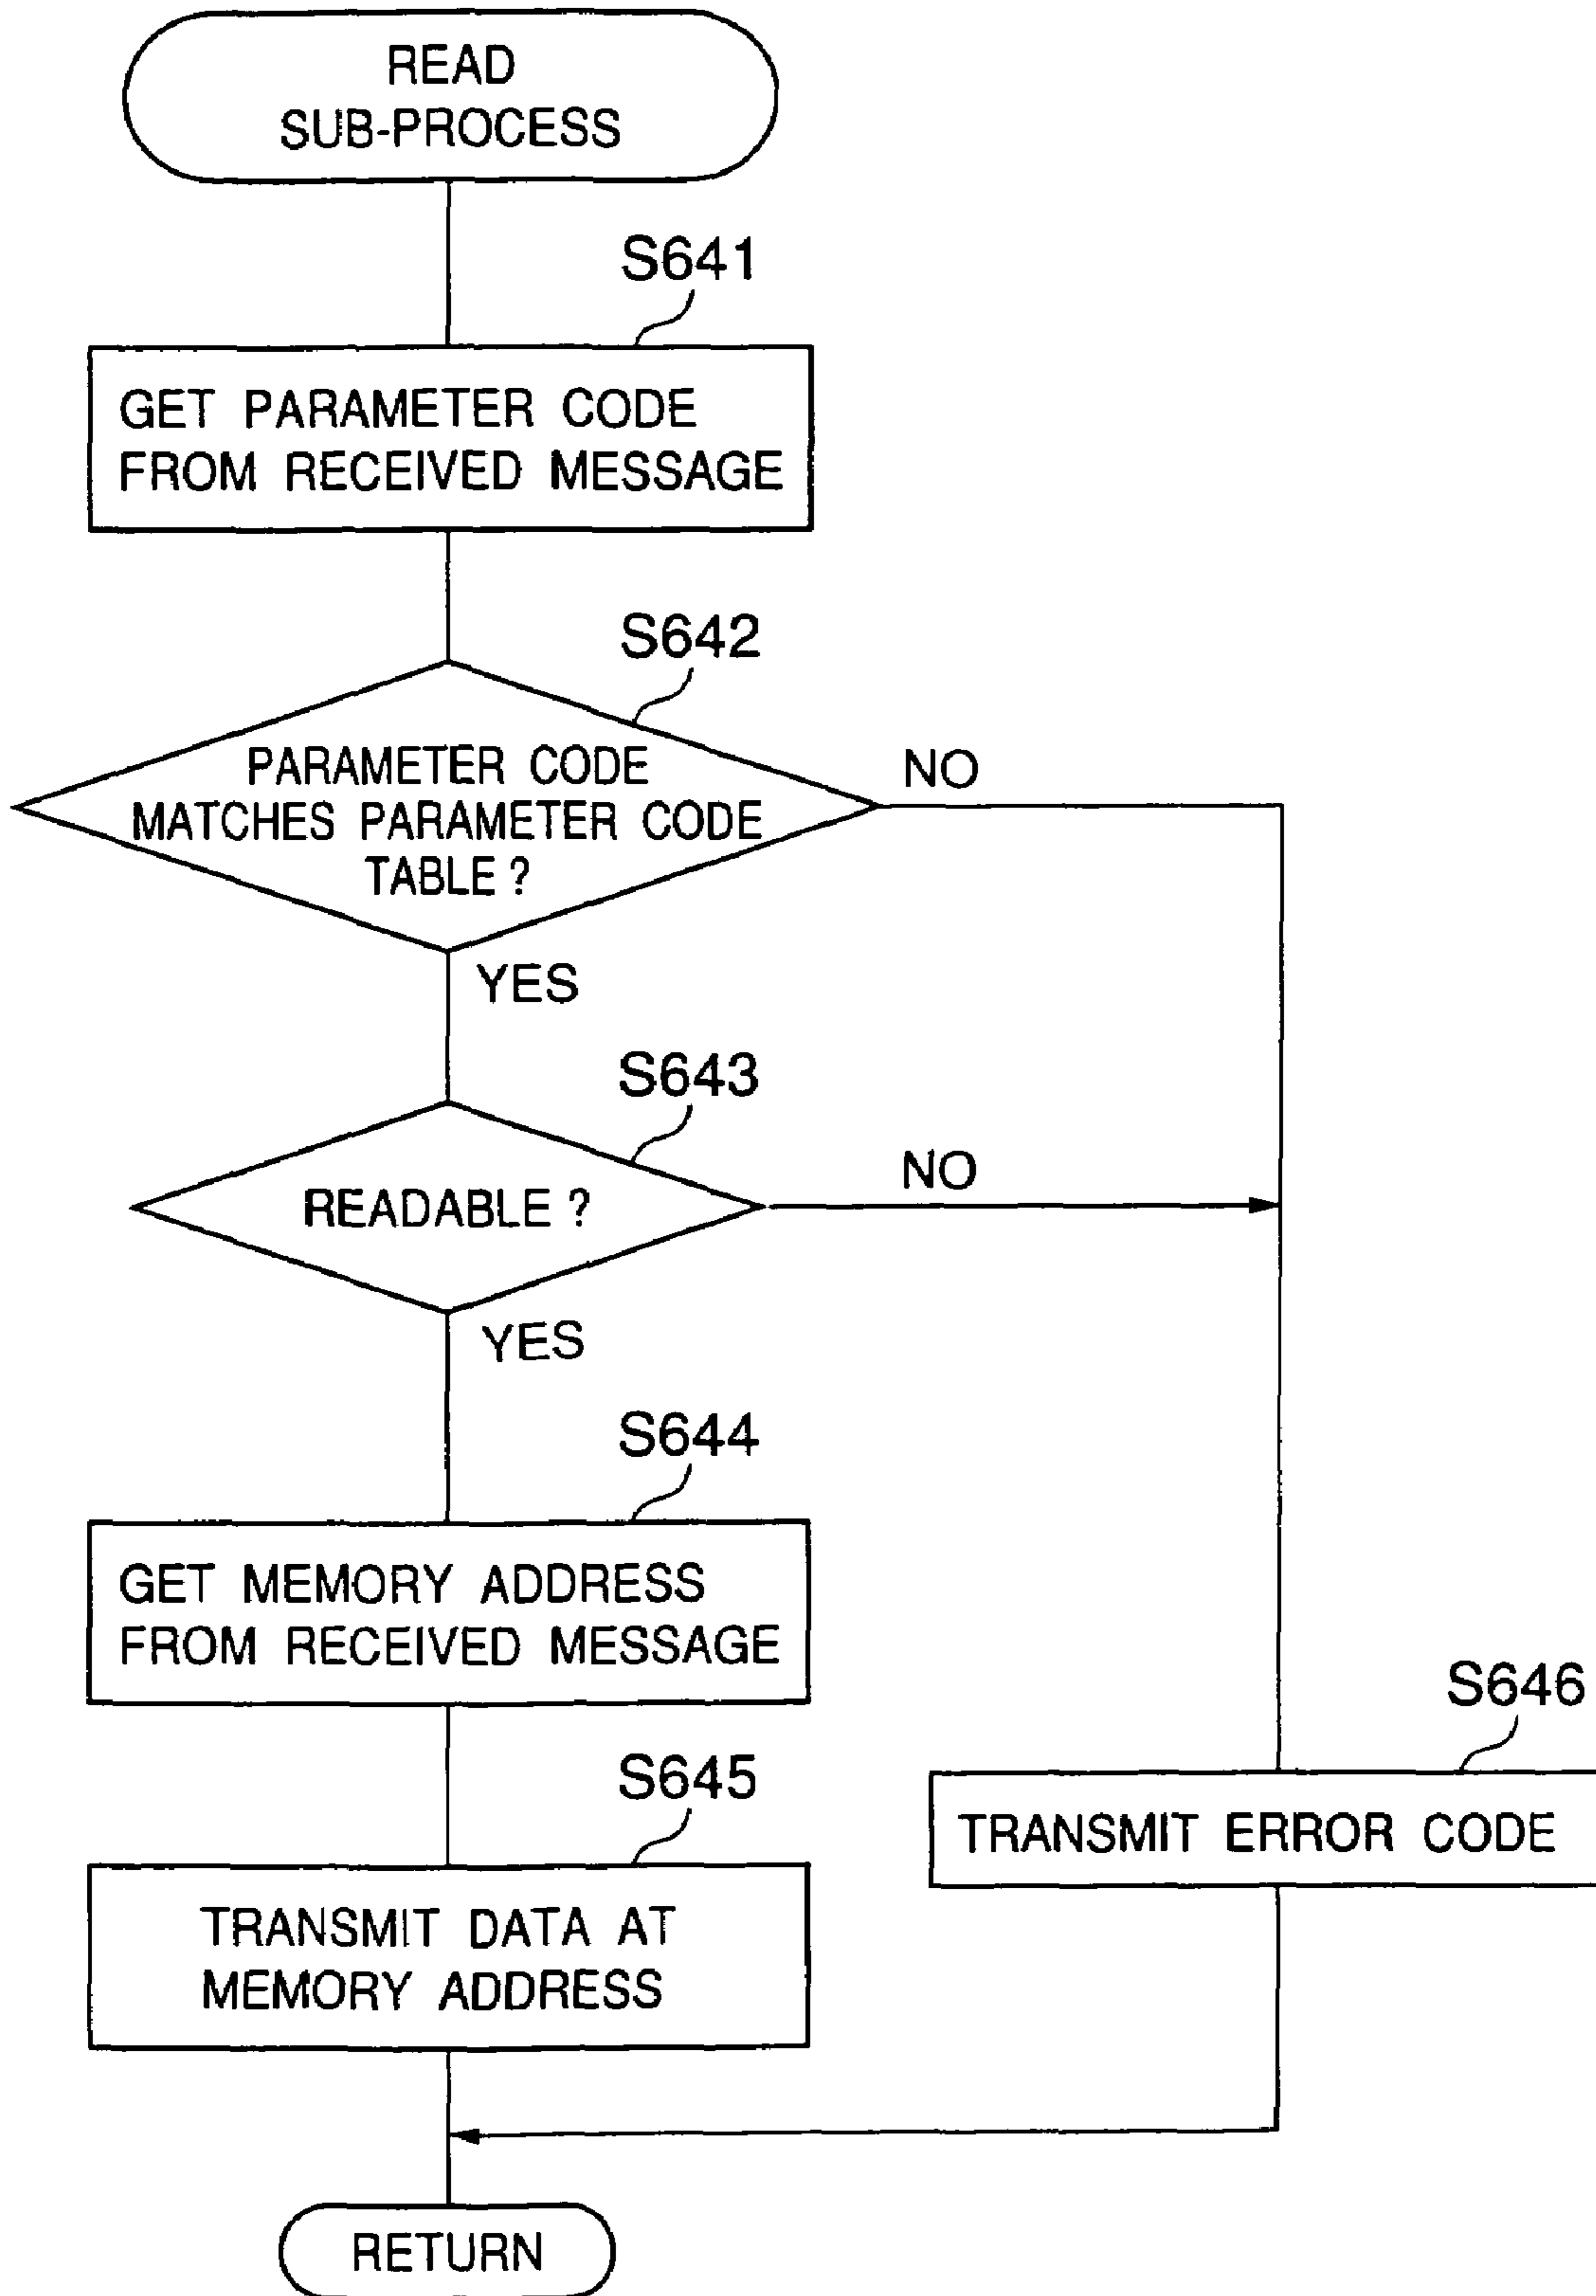 READ
SUB-PROCESS
S641
GET PARAMETER CODE
FROM RECEIVED MESSAGE
S642
PARAMETER CODE
MATCHES PARAMETER CODE
TABLE ?
NO
YES
S643
READABLE ?
NO
YES
S644
GET MEMORY ADDRESS
FROM RECEIVED MESSAGE
S645
TRANSMIT DATA AT
MEMORY ADDRESS
S646
TRANSMIT ERROR CODE
RETURN